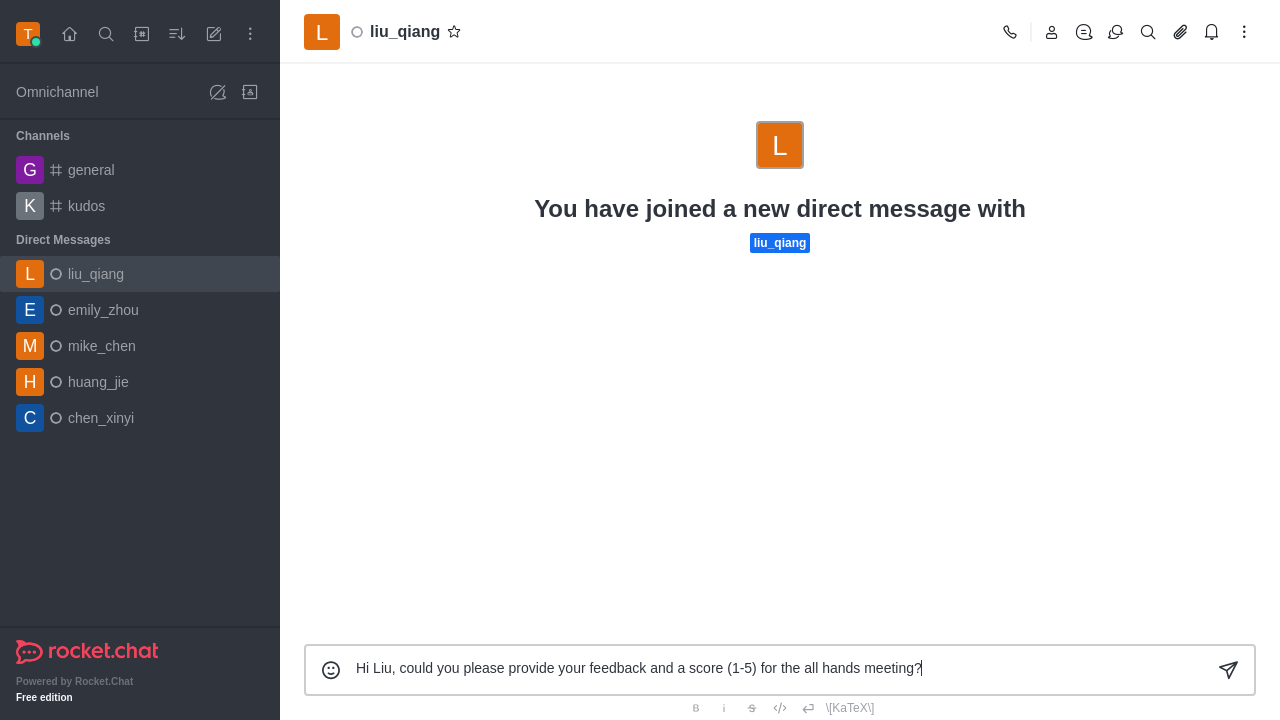 T
Omnichannel
Channels
G general
K kudos
Direct Messages
L liu_qiang
E emily_zhou
M mike_chen
H huang_jie
C chen_xinyi
rocket.chat
Powered by Rocket.Chat
Free edition
L liu_qiang
L
You have joined a new direct message with
liu_qiang
Hi Liu, could you please provide your feedback and a score (1-5) for the all hands meeting?
B i S \[KaTeX\]